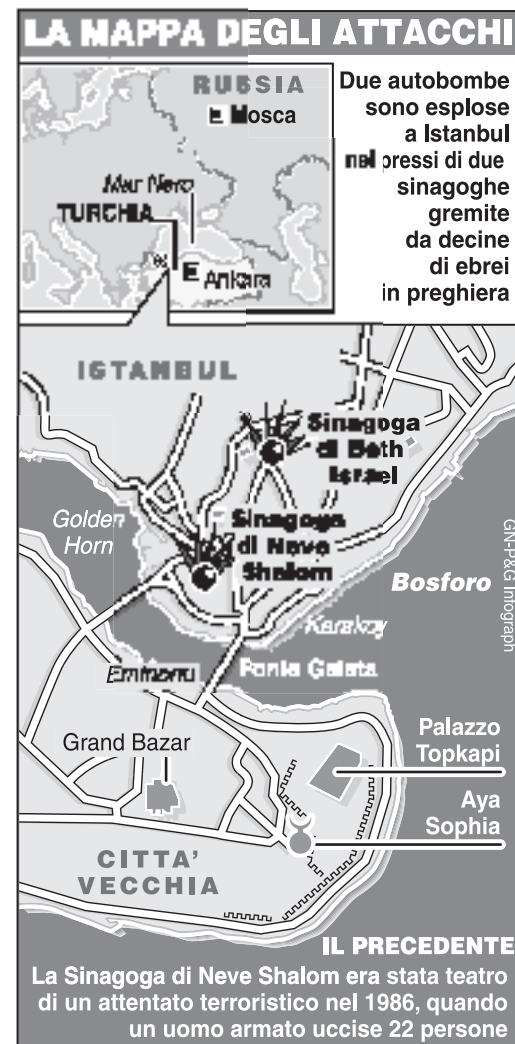 LA MAPPA DEGLI ATTACCHI
RUSSIA
Mosca
Mar Nero
TURCHIA
Ankara
Due autobombe
sono esplose
a Istanbul
nei pressi di due
sinagoghe
gremite
da decine
di ebrei
in preghiera
ISTANBUL
Sinagoga
di Beth
Israel
Golden
Horn
Sinagoga
di Neve
Shalom
Bosforo
GN-P&G Infograph
Karakoy
Ponte Galata
Grand Bazar
Palazzo
Topkapi
Aya
Sophia
CITTA'
VECCHIA
IL PRECEDENTE
La Sinagoga di Neve Shalom era stata teatro
di un attentato terroristico nel 1986, quando
un uomo armato uccise 22 persone